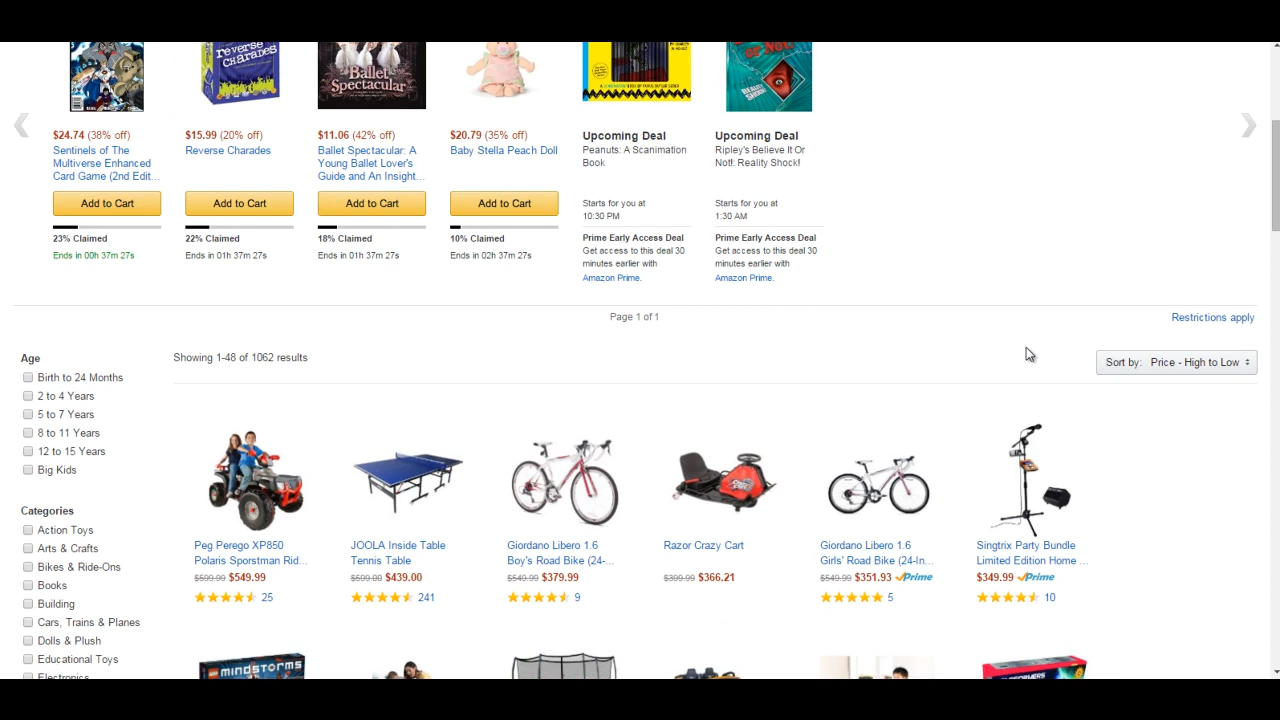 reverse
CHARADES
Ballet
Spectacular
or Not!
REALITY SHOCK!
$24.74 (38% off)
Sentinels of The
Multiverse Enhanced
Card Game (2nd Edit...
Add to Cart
23% Claimed
Ends in 00h 37m 27s
$15.99 (20% off)
Reverse Charades
Add to Cart
22% Claimed
Ends in 01h 37m 27s
$11.06 (42% off)
Ballet Spectacular: A
Young Ballet Lover's
Guide and An Insight...
Add to Cart
18% Claimed
Ends in 01h 37m 27s
$20.79 (35% off)
Baby Stella Peach Doll
Add to Cart
10% Claimed
Ends in 02h 37m 27s
Upcoming Deal
Peanuts: A Scanimation
Book
Starts for you at
10:30 PM
Prime Early Access Deal
Get access to this deal 30
minutes earlier with
Amazon Prime.
Upcoming Deal
Ripley's Believe It Or
Not!: Reality Shock!
Starts for you at
1:30 AM
Prime Early Access Deal
Get access to this deal 30
minutes earlier with
Amazon Prime.
Page 1 of 1
Restrictions apply
Age
Birth to 24 Months
2 to 4 Years
5 to 7 Years
8 to 11 Years
12 to 15 Years
Big Kids
Categories
Action Toys
Arts & Crafts
Bikes & Ride-Ons
Books
Building
Cars, Trains & Planes
Dolls & Plush
Educational Toys
Electronics
Showing 1-48 of 1062 results
Sort by: Price - High to Low
Peg Perego XP850
Polaris Sporstman Rid...
$599.99 $549.99
25
JOOLA Inside Table
Tennis Table
$599.00 $439.00
241
Giordano Libero 1.6
Boy's Road Bike (24-...
$549.99 $379.99
9
Razor Crazy Cart
$399.99 $366.21
Giordano Libero 1.6
Girls' Road Bike (24-In...
$549.99 $351.93 Prime
5
Singtrix Party Bundle
Limited Edition Home ...
$349.99 Prime
10
MINDSTORMS